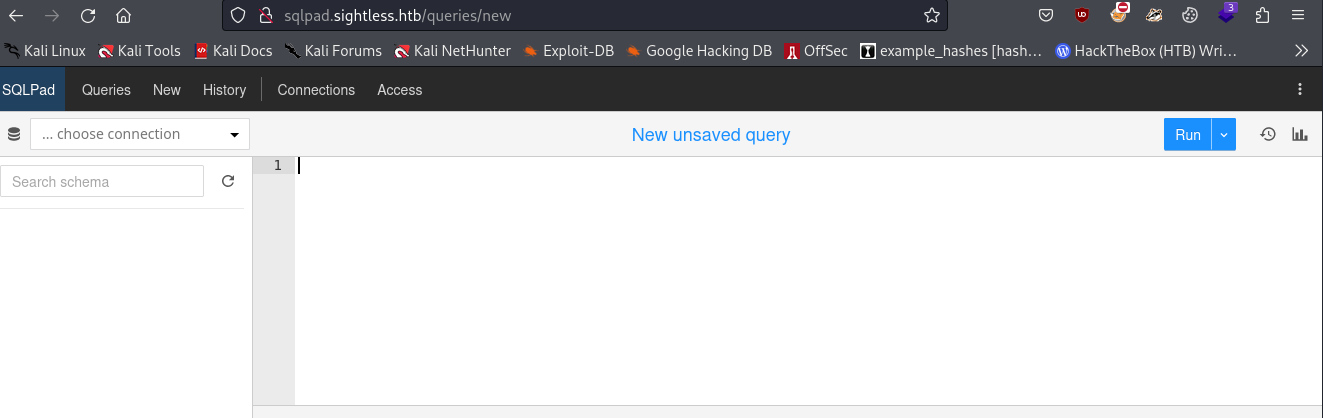 sqlpad.sightless.htb/queries/new
3
Kali Linux Kali Tools Kali Docs Kali Forums Kali NetHunter Exploit-DB Google Hacking DB OffSec example_hashes [hash… HackTheBox (HTB) Wri…
SQLPad Queries New History Connections Access
... choose connection New unsaved query Run
Search schema 1